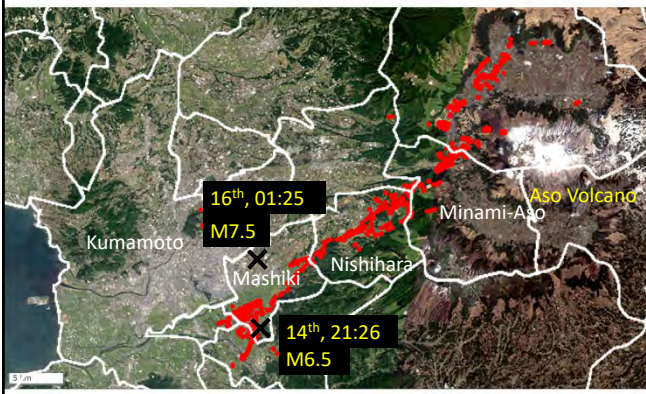 16th, 01:25
M7.5
Aso Volcano
Minami-Aso
Kumamoto
Nishihara
Mashiki
14th, 21:26
M6.5